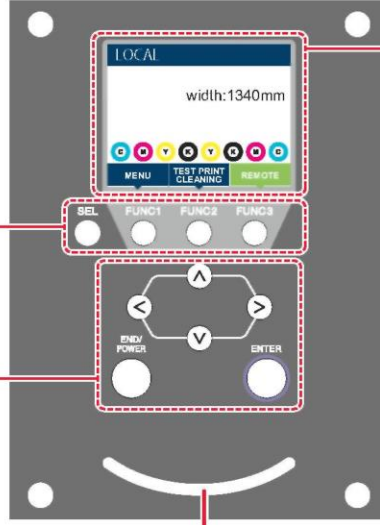 LOCAL
width:1340mm
C M Y K Y K M C
MENU
TEST PRINT
CLEANING
REMOTE
SEL FUNC1 FUNC2 FUNC3
END/
POWER
ENTER